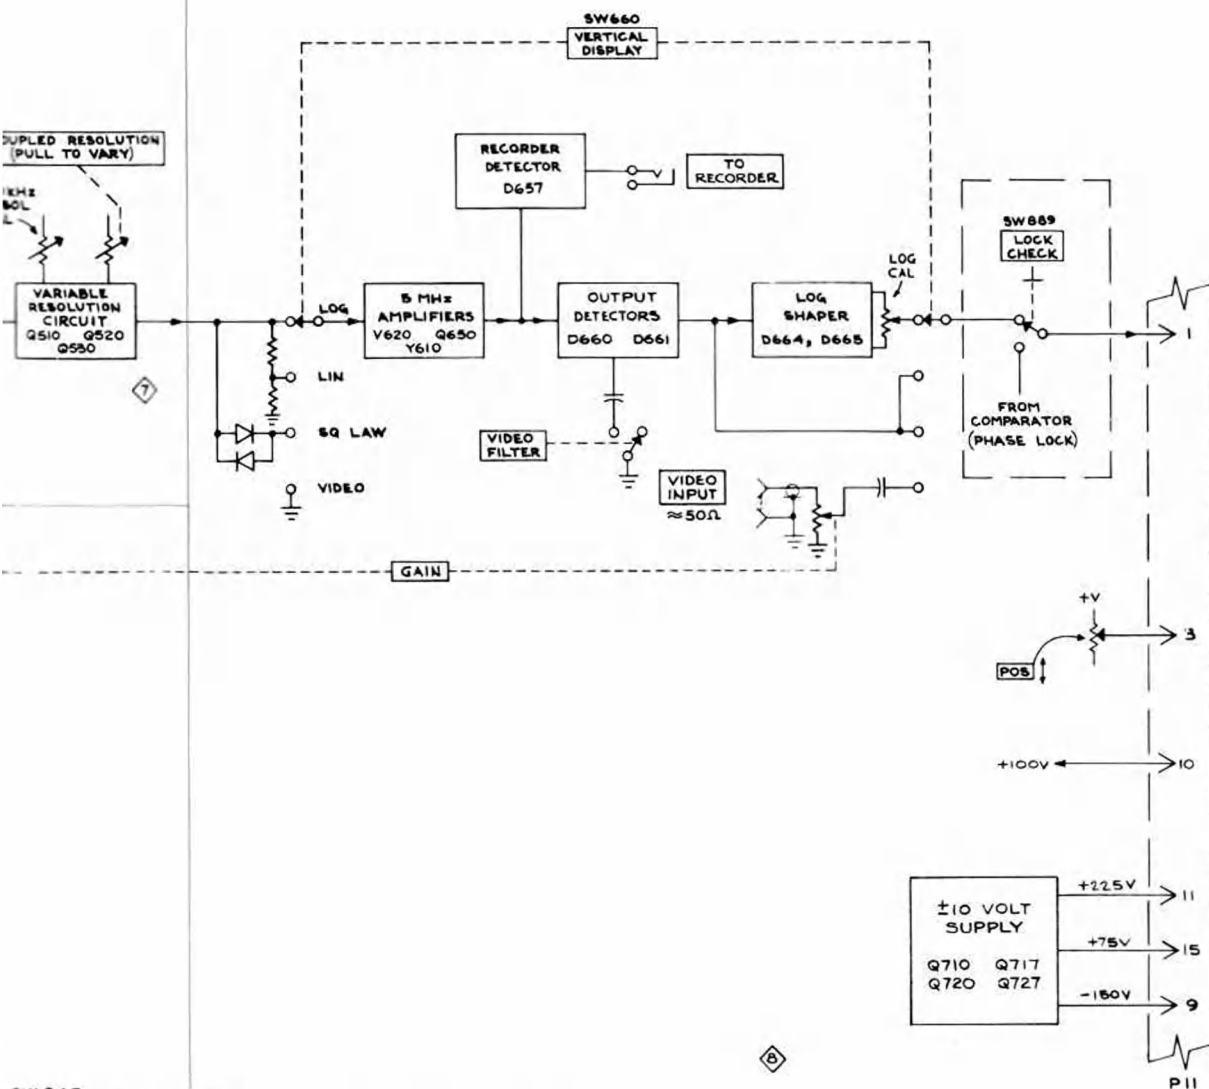 SW660
VERTICAL
DISPLAY
OUPLED RESOLUTION
(PULL TO VARY)
RECORDER
DETECTOR
D657
TO
RECORDER
VARIABLE
RESOLUTION
CIRCUIT
Q510 Q520
Q530
7
LOG
5 MHz
AMPLIFIERS
V620 Q650
Y610
OUTPUT
DETECTORS
D660 D661
LOG
SHAPER
D664, D665
LOG
CAL
SW889
LOCK
CHECK
1
LIN
SQ LAW
VIDEO
VIDEO
FILTER
VIDEO
INPUT
≈50Ω
FROM
COMPARATOR
(PHASE LOCK)
GAIN
+V
POS
3
+100V
10
±10 VOLT
SUPPLY
Q710 Q717
Q720 Q727
+225V
11
+75V
15
-150V
9
8
P11